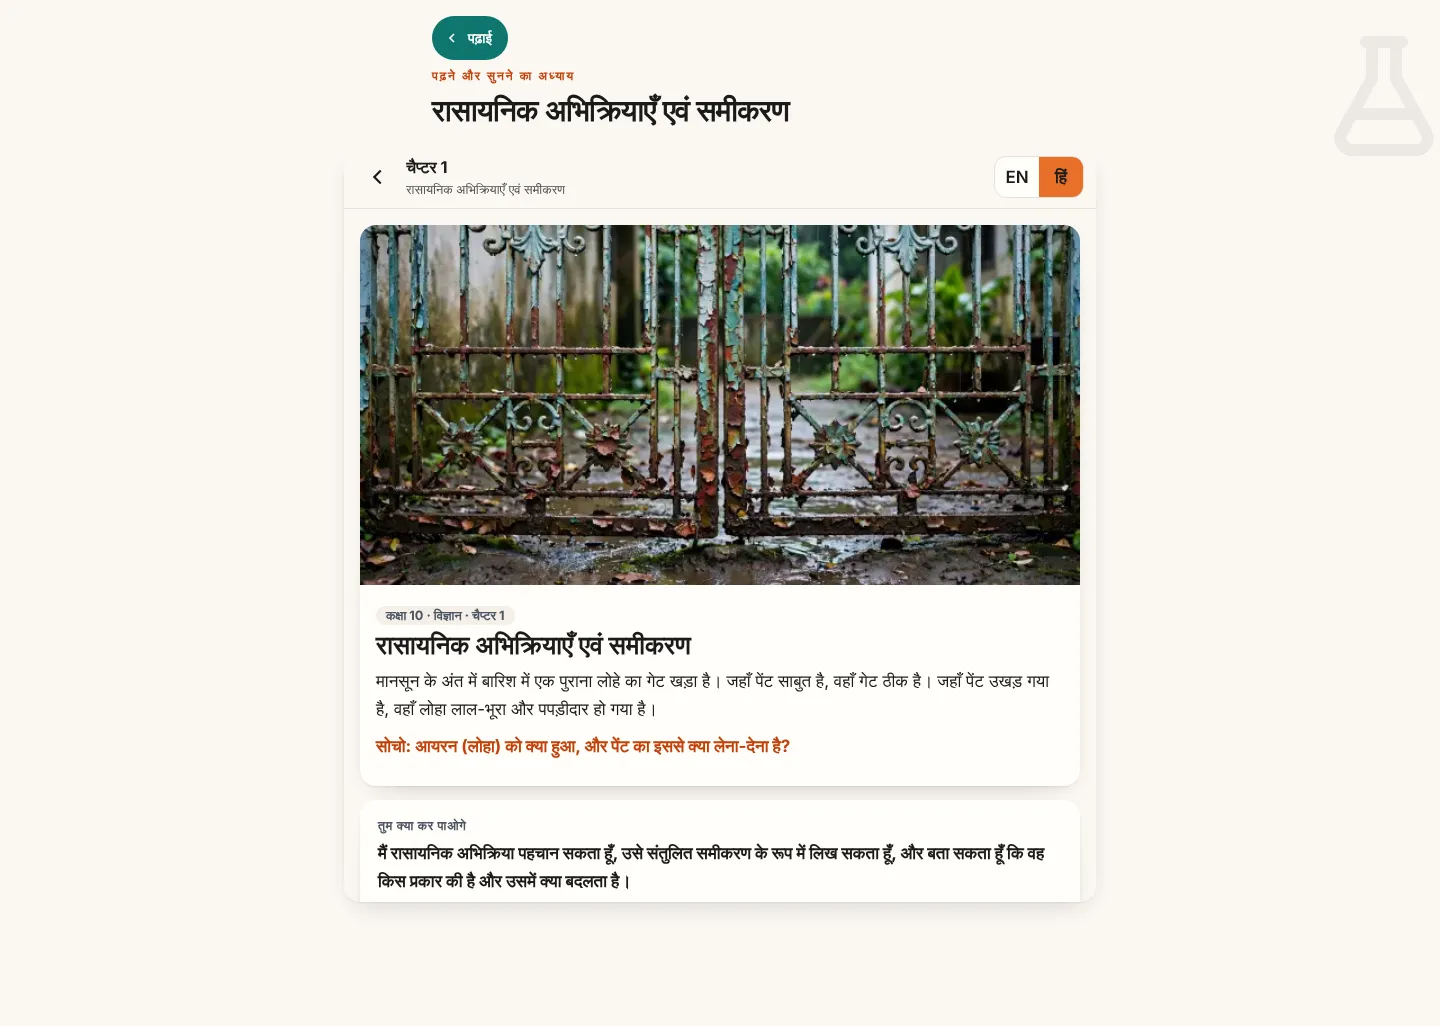 पढ़ाई
पढ़ने और सुनने का अध्याय
रासायनिक अभिक्रियाएँ एवं समीकरण
चैप्टर 1
रासायनिक अभिक्रियाएँ एवं समीकरण
EN हिं
कक्षा 10 · विज्ञान · चैप्टर 1
रासायनिक अभिक्रियाएँ एवं समीकरण
मानसून के अंत में बारिश में एक पुराना लोहे का गेट खड़ा है। जहाँ पेंट साबुत है, वहाँ गेट ठीक है। जहाँ पेंट उखड़ गया
है, वहाँ लोहा लाल-भूरा और पपड़ीदार हो गया है।
सोचो: आयरन (लोहा) को क्या हुआ, और पेंट का इससे क्या लेना-देना है?
तुम क्या कर पाओगे
मैं रासायनिक अभिक्रिया पहचान सकता हूँ, उसे संतुलित समीकरण के रूप में लिख सकता हूँ, और बता सकता हूँ कि वह
किस प्रकार की है और उसमें क्या बदलता है।